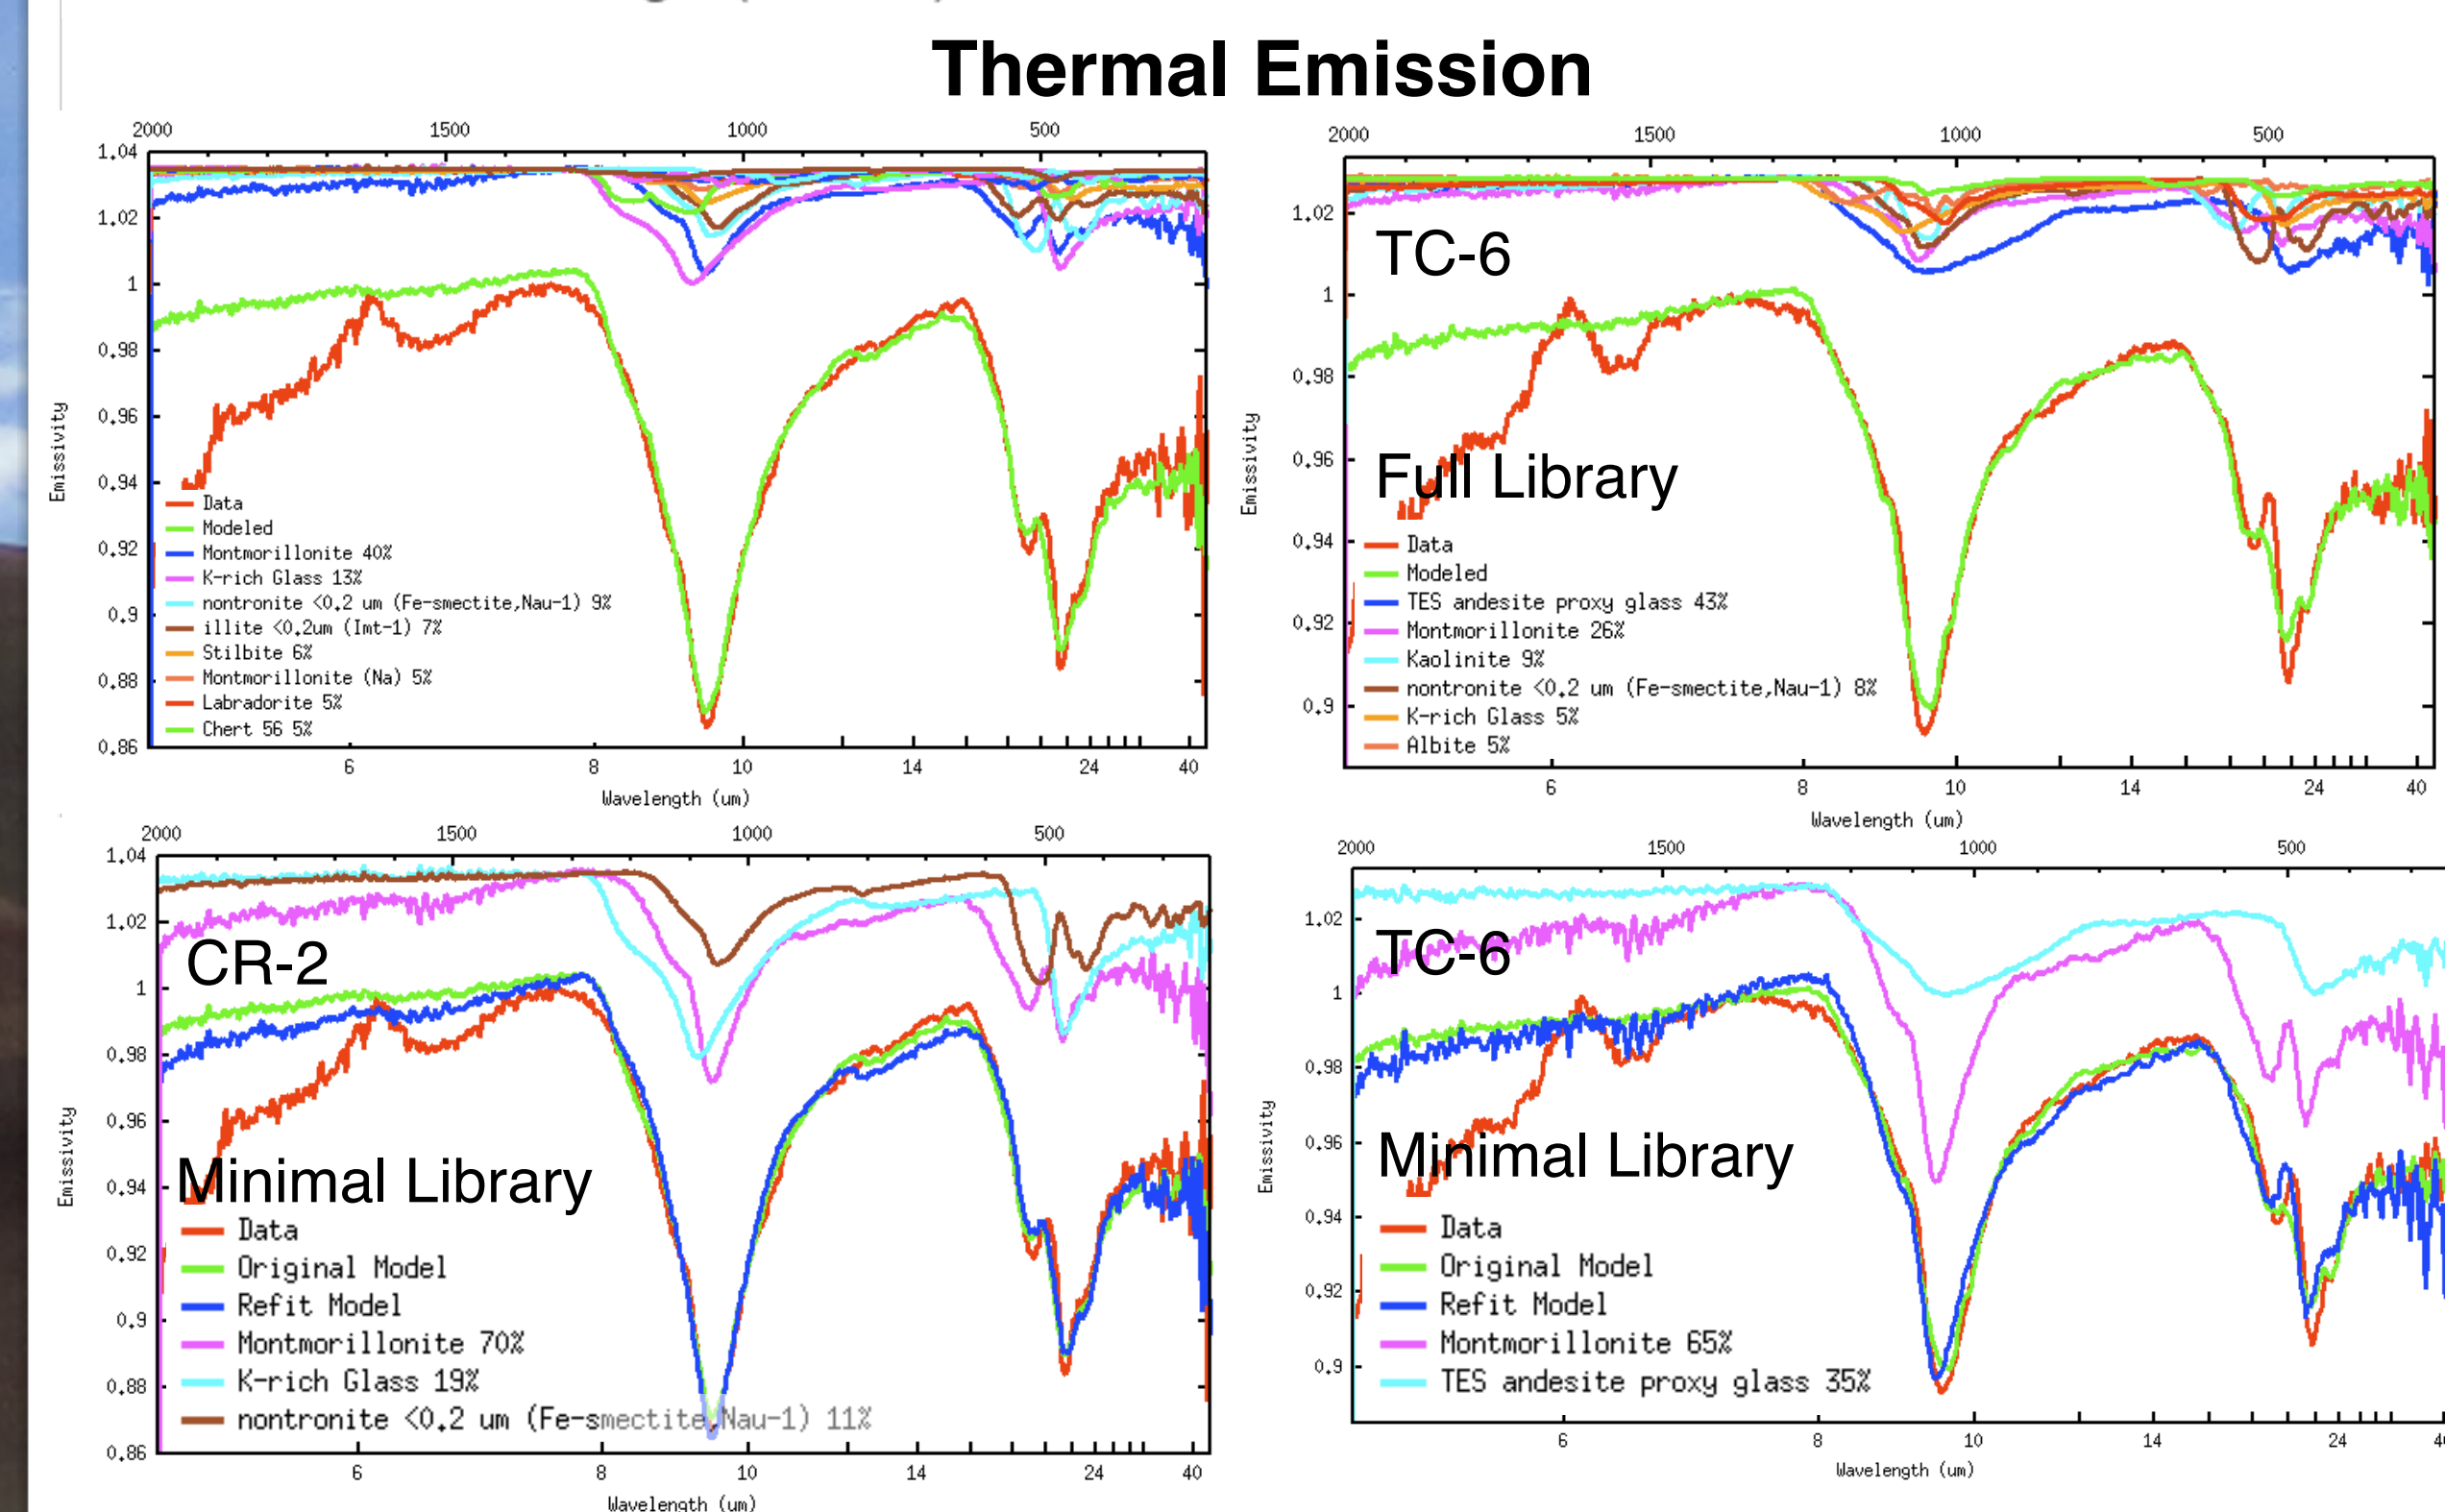 Thermal Emission
2000 1500 1000 500
1.04
1.02
1
0.98
0.96
0.94
0.92
0.9
0.88
0.86
Emissivity
Data
Modeled
Montmorillonite 40%
K-rich Glass 13%
nontronite <0.2 um (Fe-smectite,Nau-1) 9%
illite <0.2um (Imt-1) 7%
Stilbite 6%
Montmorillonite (Na) 5%
Labradorite 5%
Chert 56 5%
6 8 10 14 24 40
Wavelength (um)
2000 1500 1000 500
1.02
1
0.98
0.96
0.94
0.92
0.9
Emissivity
TC-6
Full Library
Data
Modeled
TES andesite proxy glass 43%
Montmorillonite 26%
Kaolinite 9%
nontronite <0.2 um (Fe-smectite,Nau-1) 8%
K-rich Glass 5%
Albite 5%
6 8 10 14 24 40
Wavelength (um)
2000 1500 1000 500
1.04
1.02
1
0.98
0.96
0.94
0.92
0.9
0.88
0.86
Emissivity
CR-2
Minimal Library
Data
Original Model
Refit Model
Montmorillonite 70%
K-rich Glass 19%
nontronite <0.2 um (Fe-smectite,Nau-1) 11%
6 8 10 14 24 40
Wavelength (um)
2000 1500 1000 500
1.02
1
0.98
0.96
0.94
0.92
0.9
Emissivity
TC-6
Minimal Library
Data
Original Model
Refit Model
Montmorillonite 65%
TES andesite proxy glass 35%
6 8 10 14 24
Wavelength (um)